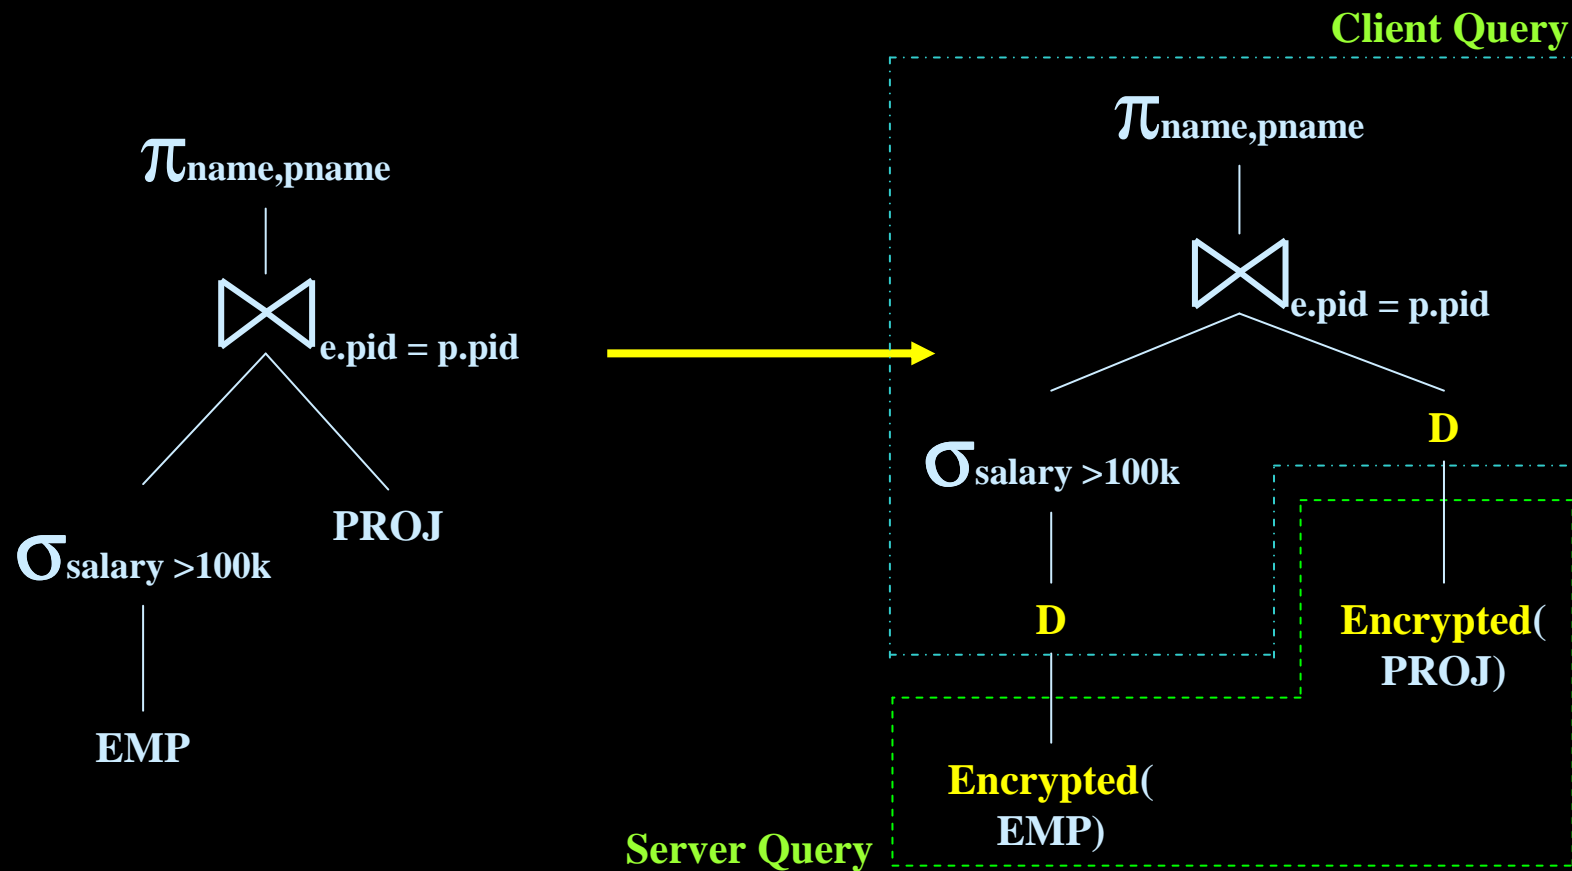 Client Query
πname,pname
e.pid = p.pid
σsalary >100k
PROJ
EMP
πname,pname
e.pid = p.pid
D
σsalary >100k
D
Encrypted(
PROJ)
Encrypted(
EMP)
Server Query